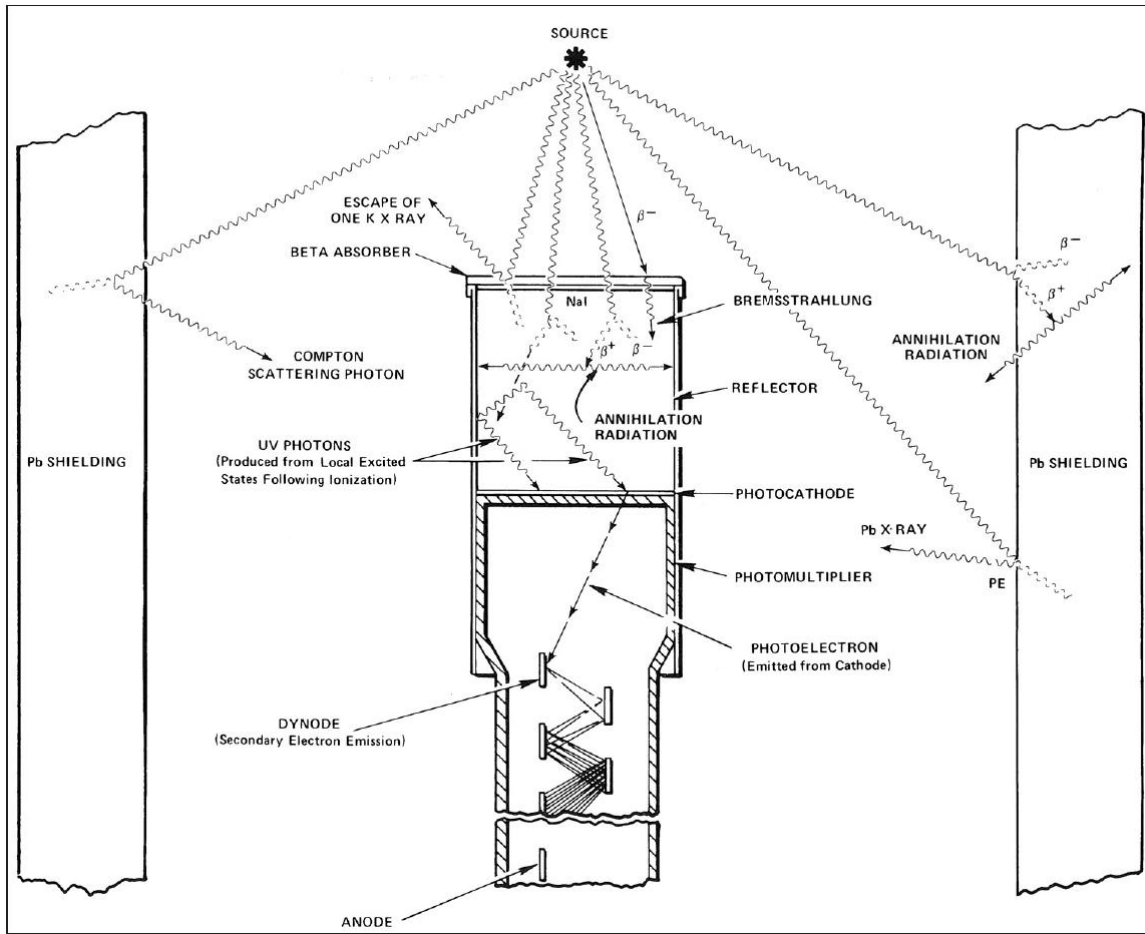 SOURCE
ESCAPE OF
ONE K X RAY
β−
BETA ABSORBER
NaI
BREMSSTRAHLUNG
β−
β+
ANNIHILATION
RADIATION
COMPTON
SCATTERING PHOTON
β+
β−
REFLECTOR
ANNIHILATION
RADIATION
UV PHOTONS
(Produced from Local Excited
States Following Ionization)
Pb SHIELDING
Pb SHIELDING
PHOTOCATHODE
Pb X-RAY
PHOTOMULTIPLIER
PE
PHOTOELECTRON
(Emitted from Cathode)
DYNODE
(Secondary Electron Emission)
ANODE